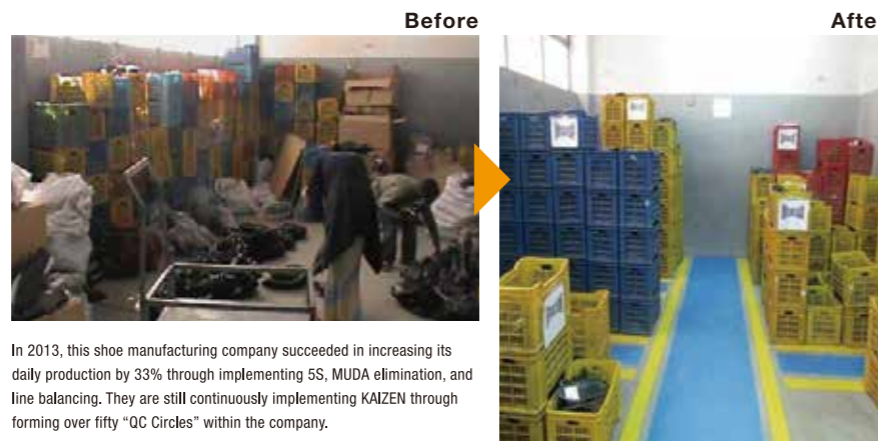 Before
Afte
In 2013, this shoe manufacturing company succeeded in increasing its
daily production by 33% through implementing 5S, MUDA elimination, and
line balancing. They are still continuously implementing KAIZEN through
forming over fifty “QC Circles” within the company.